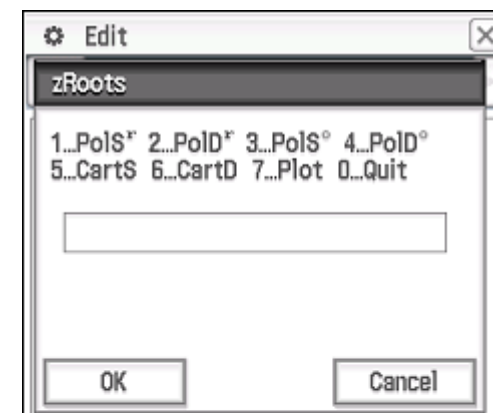 Edit
zRoots
1…PolSʳ 2…PolDʳ 3…PolS° 4…PolD°
5…CartS 6…CartD 7…Plot 0…Quit
OK Cancel